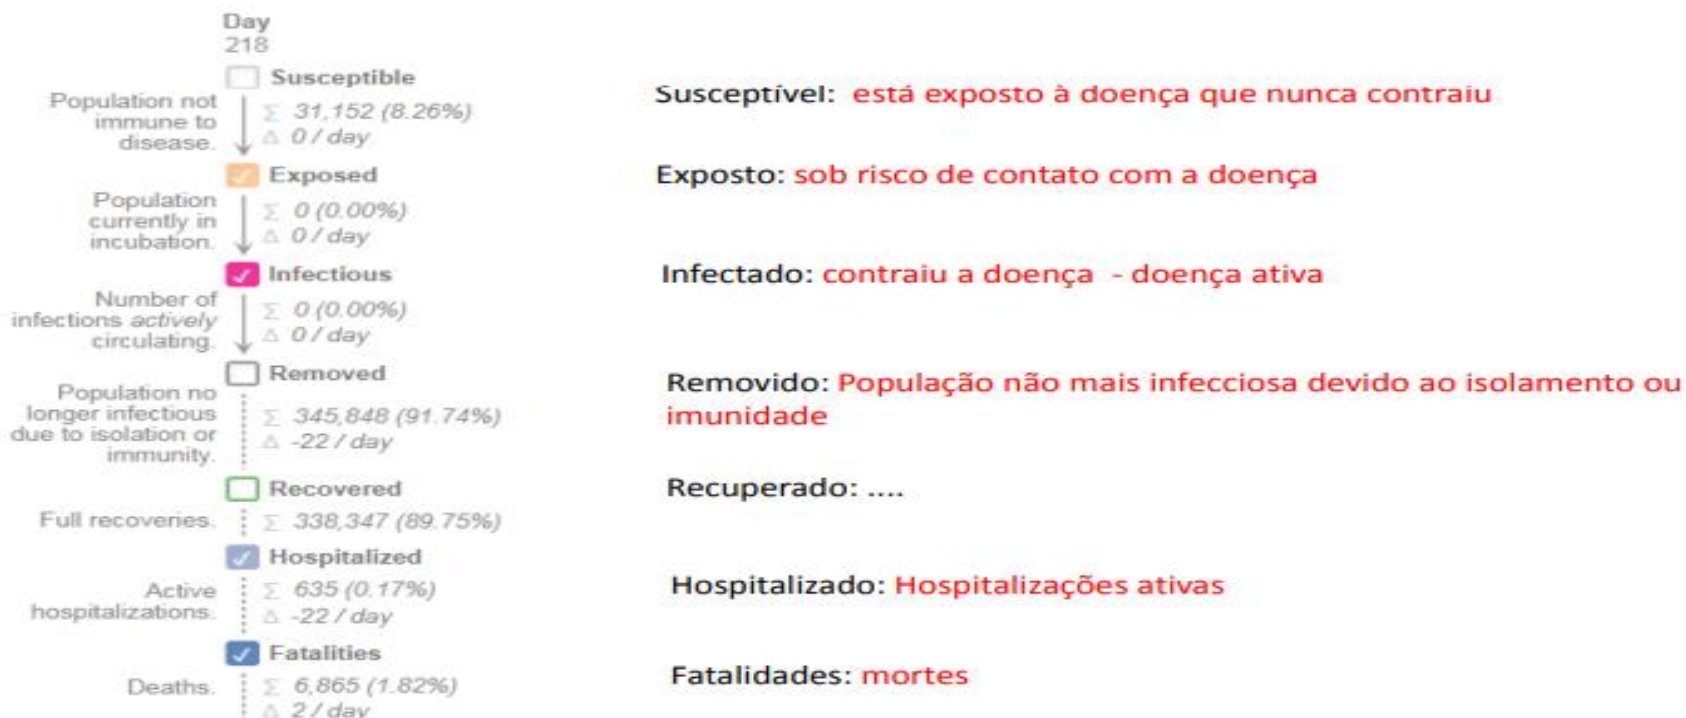 Day
218
Susceptible
Population not
immune to
disease.
Σ 31,152 (8.26%)
Δ 0 / day
Susceptível: está exposto à doença que nunca contraiu
Exposed
Population
currently in
incubation.
Σ 0 (0.00%)
Δ 0 / day
Exposto: sob risco de contato com a doença
Infectious
Number of
infections actively
circulating.
Σ 0 (0.00%)
Δ 0 / day
Infectado: contraiu a doença - doença ativa
Removed
Population no
longer infectious
due to isolation or
immunity.
Σ 345,848 (91.74%)
Δ -22 / day
Removido: População não mais infecciosa devido ao isolamento ou
imunidade
Recovered
Full recoveries.
Σ 338,347 (89.75%)
Recuperado: ....
Hospitalized
Active
hospitalizations.
Σ 635 (0.17%)
Δ -22 / day
Hospitalizado: Hospitalizações ativas
Fatalities
Deaths.
Σ 6,865 (1.82%)
Δ 2 / day
Fatalidades: mortes